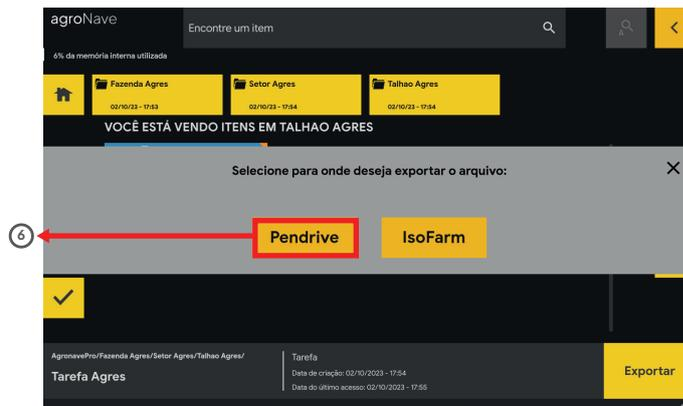 agroNave
Encontre um item
A
6% da memória interna utilizada
Fazenda Agres
Setor Agres
Talhao Agres
02/10/23 - 17:53
02/10/23 - 17:54
02/10/23 - 17:54
VOCÊ ESTÁ VENDO ITENS EM TALHAO AGRES
Selecione para onde deseja exportar o arquivo:
6
Pendrive
IsoFarm
AgronavePro/Fazenda Agres/Setor Agres/Talhao Agres/
Tarefa Agres
Tarefa
Data de criação: 02/10/2023 - 17:54
Data do último acesso: 02/10/2023 - 17:55
Exportar